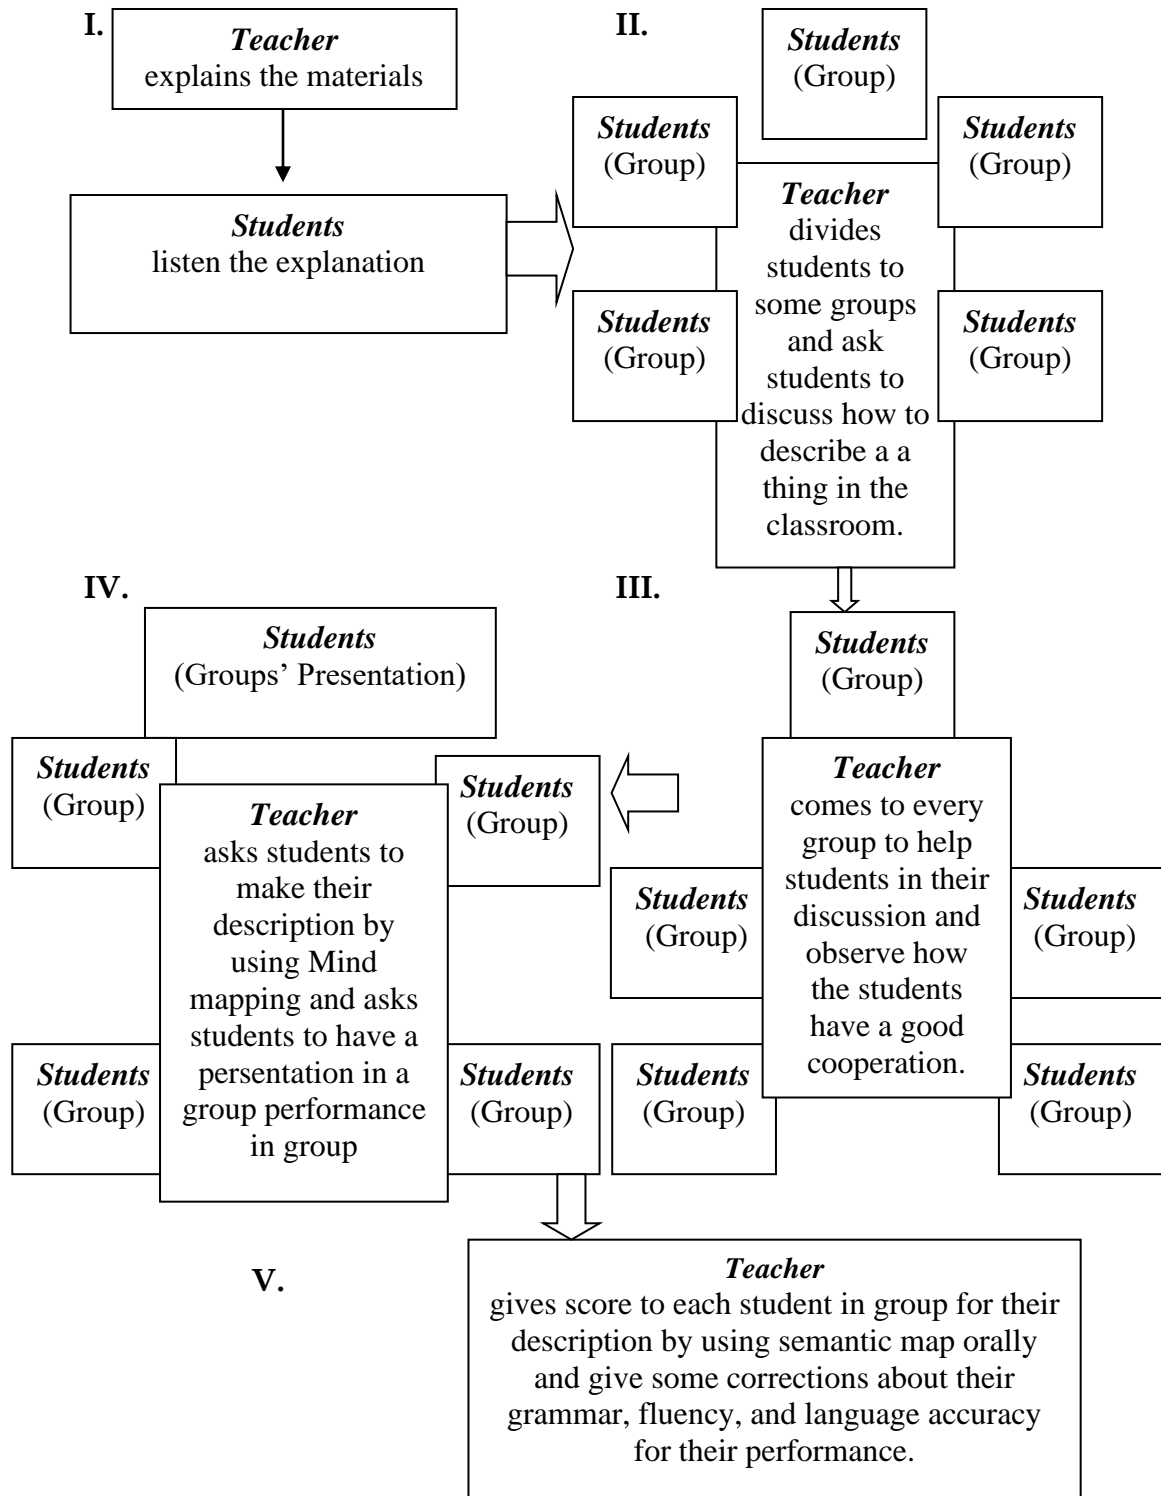 I.
Teacher
explains the materials
Students
listen the explanation
II.
Students
(Group)
Students
(Group)
Students
(Group)
Teacher
divides
students to
some groups
and ask
students to
discuss how to
describe a a
thing in the
classroom.
Students
(Group)
Students
(Group)
III.
Students
(Group)
Teacher
comes to every
group to help
students in their
discussion and
observe how
the students
have a good
cooperation.
Students
(Group)
Students
(Group)
Students
(Group)
Students
(Group)
IV.
Students
(Groups’ Presentation)
Students
(Group)
Students
(Group)
Teacher
asks students to
make their
description by
using Mind
mapping and asks
students to have a
persentation in a
group performance
in group
Students
(Group)
Students
(Group)
V.
Teacher
gives score to each student in group for their
description by using semantic map orally
and give some corrections about their
grammar, fluency, and language accuracy
for their performance.